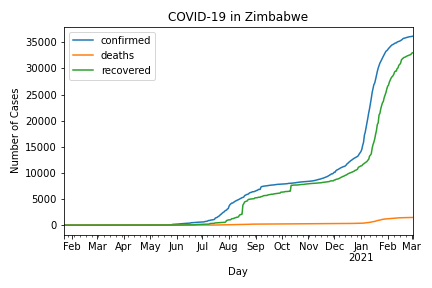 COVID-19 in Zimbabwe
confirmed
deaths
recovered
35000
30000
25000
20000
15000
10000
5000
0
Number of Cases
Feb Mar Apr May Jun Jul Aug Sep Oct Nov Dec Jan Feb Mar
2021
Day